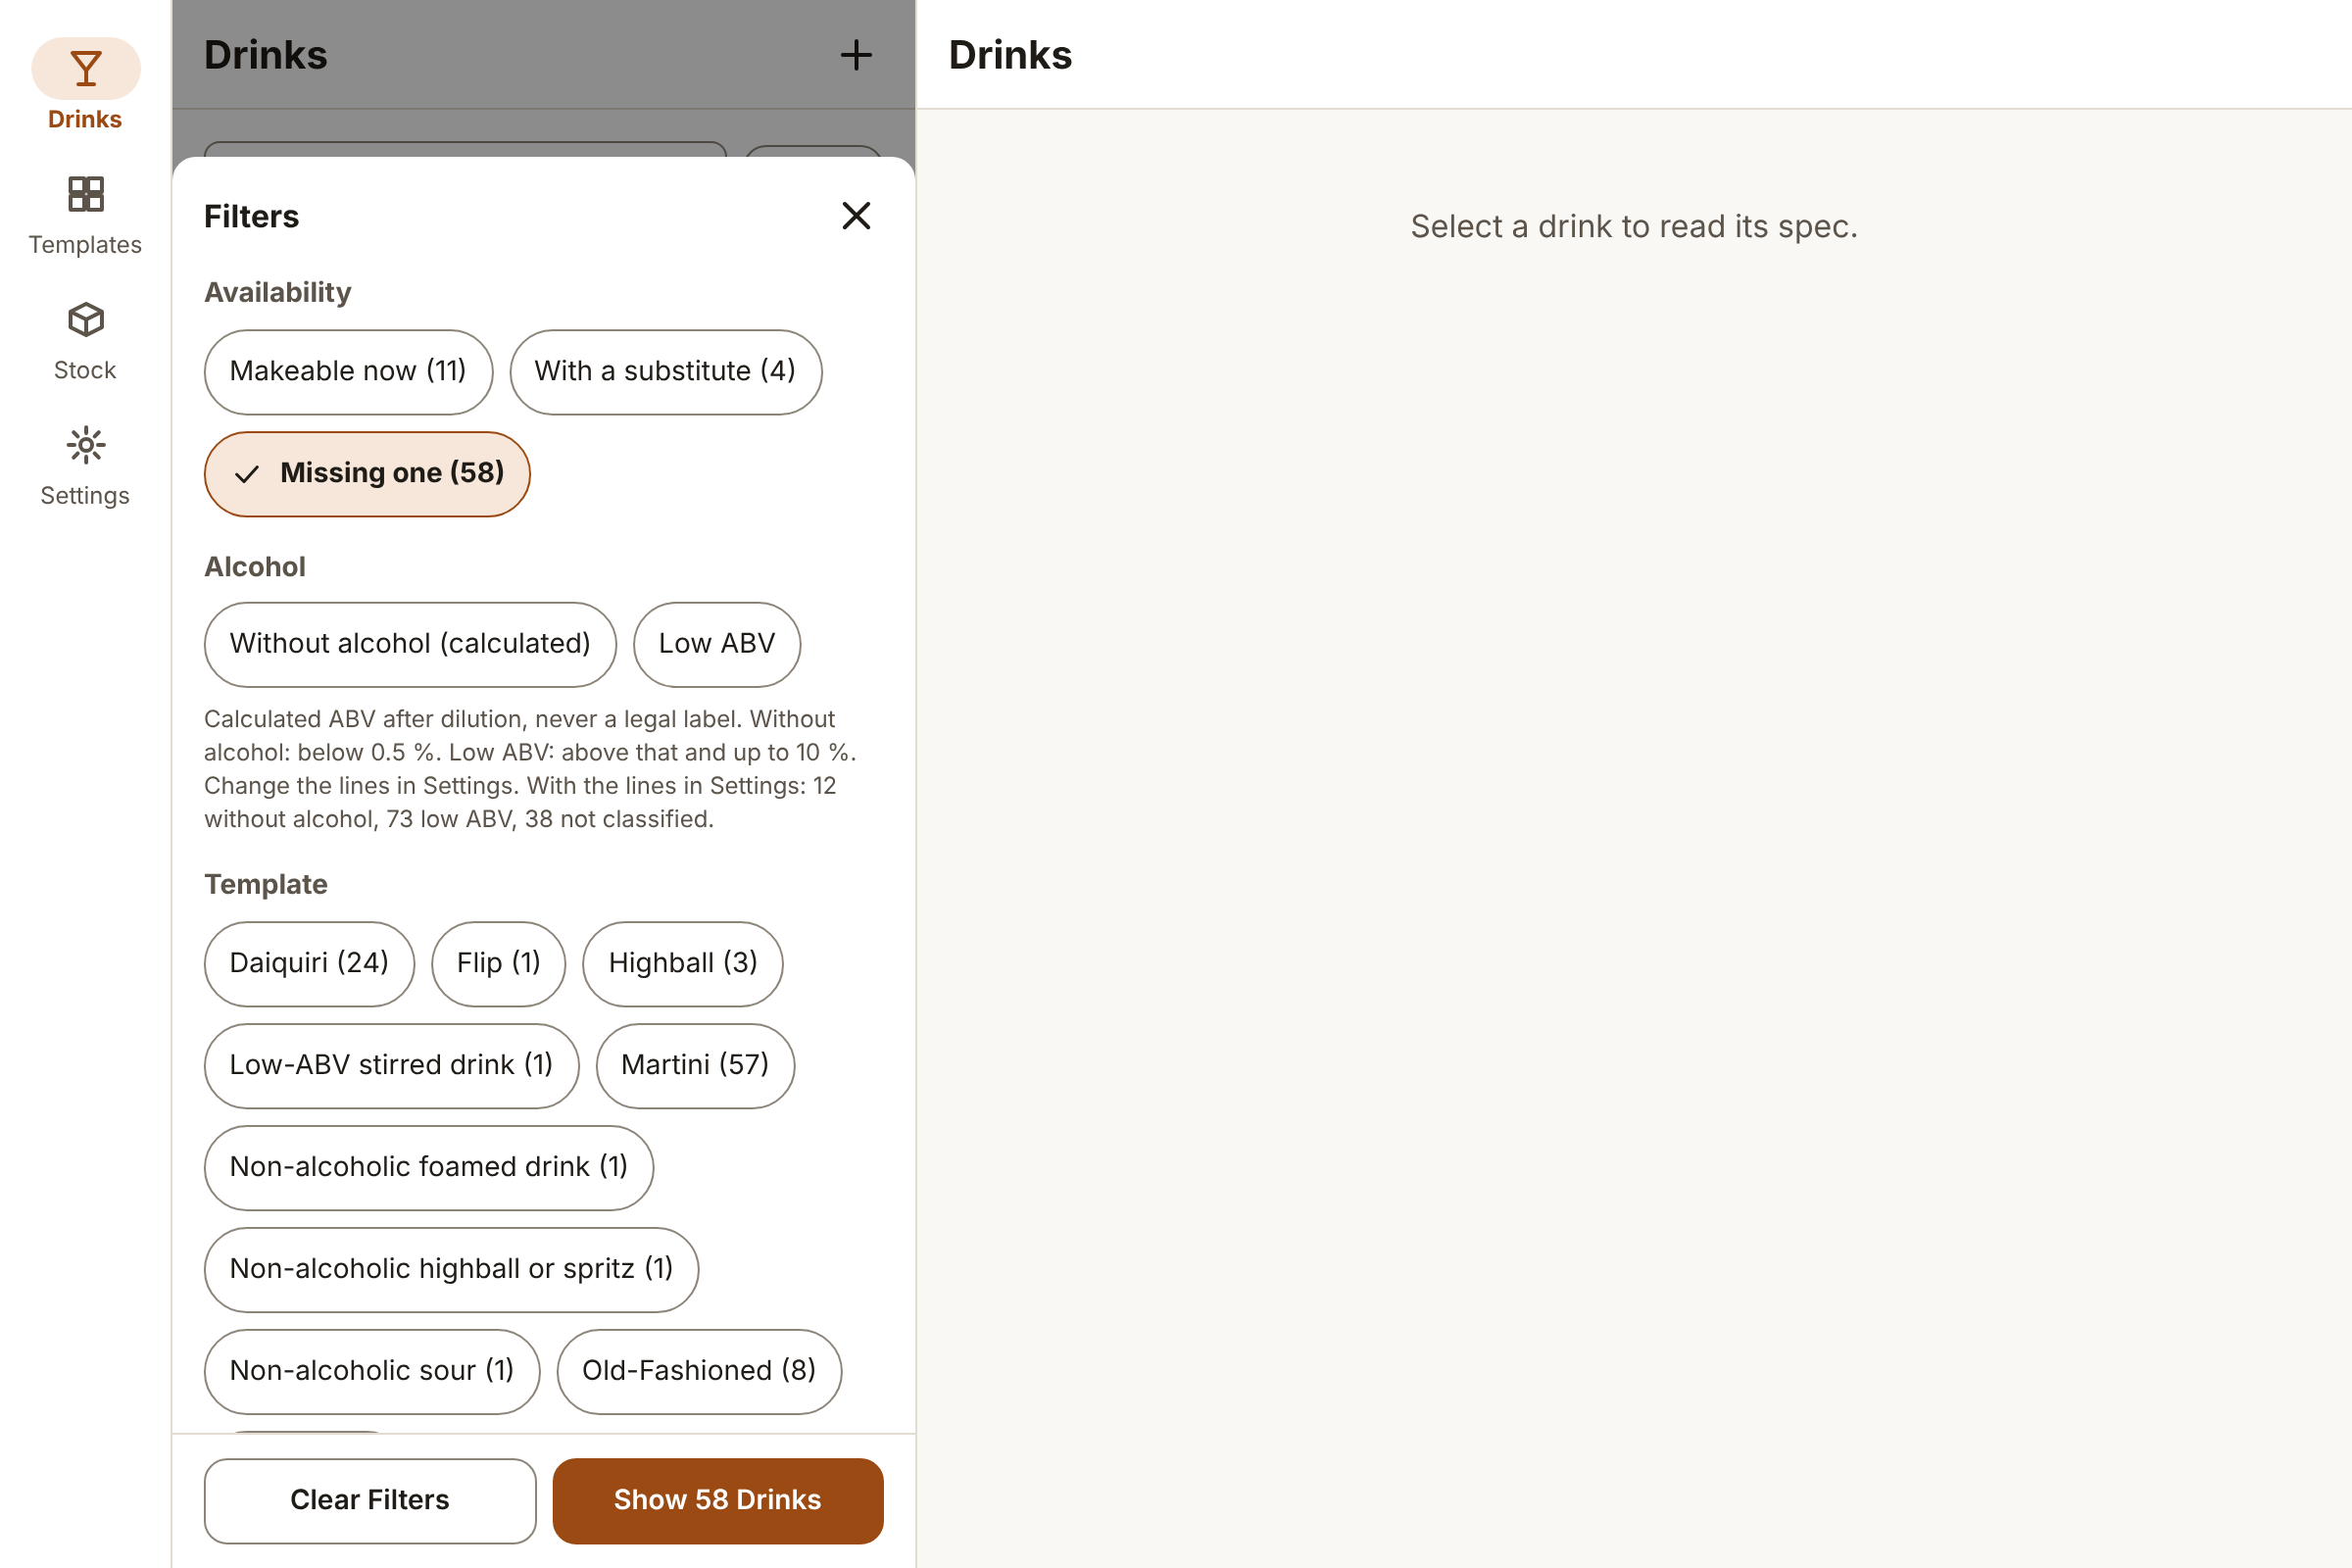 Drinks
Templates
Stock
Settings
Drinks
Filters
Availability
Makeable now (11)
With a substitute (4)
Missing one (58)
Alcohol
Without alcohol (calculated)
Low ABV
Calculated ABV after dilution, never a legal label. Without
alcohol: below 0.5 %. Low ABV: above that and up to 10 %.
Change the lines in Settings. With the lines in Settings: 12
without alcohol, 73 low ABV, 38 not classified.
Template
Daiquiri (24)
Flip (1)
Highball (3)
Low-ABV stirred drink (1)
Martini (57)
Non-alcoholic foamed drink (1)
Non-alcoholic highball or spritz (1)
Non-alcoholic sour (1)
Old-Fashioned (8)
Clear Filters
Show 58 Drinks
Drinks
Select a drink to read its spec.